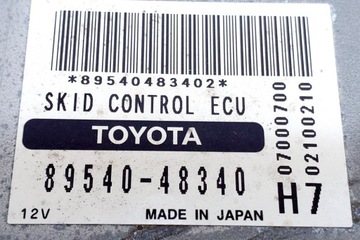 *89540483402*
SKID CONTROL ECU
TOYOTA
89540-48340
12V MADE IN JAPAN
H7
07000700
02100210